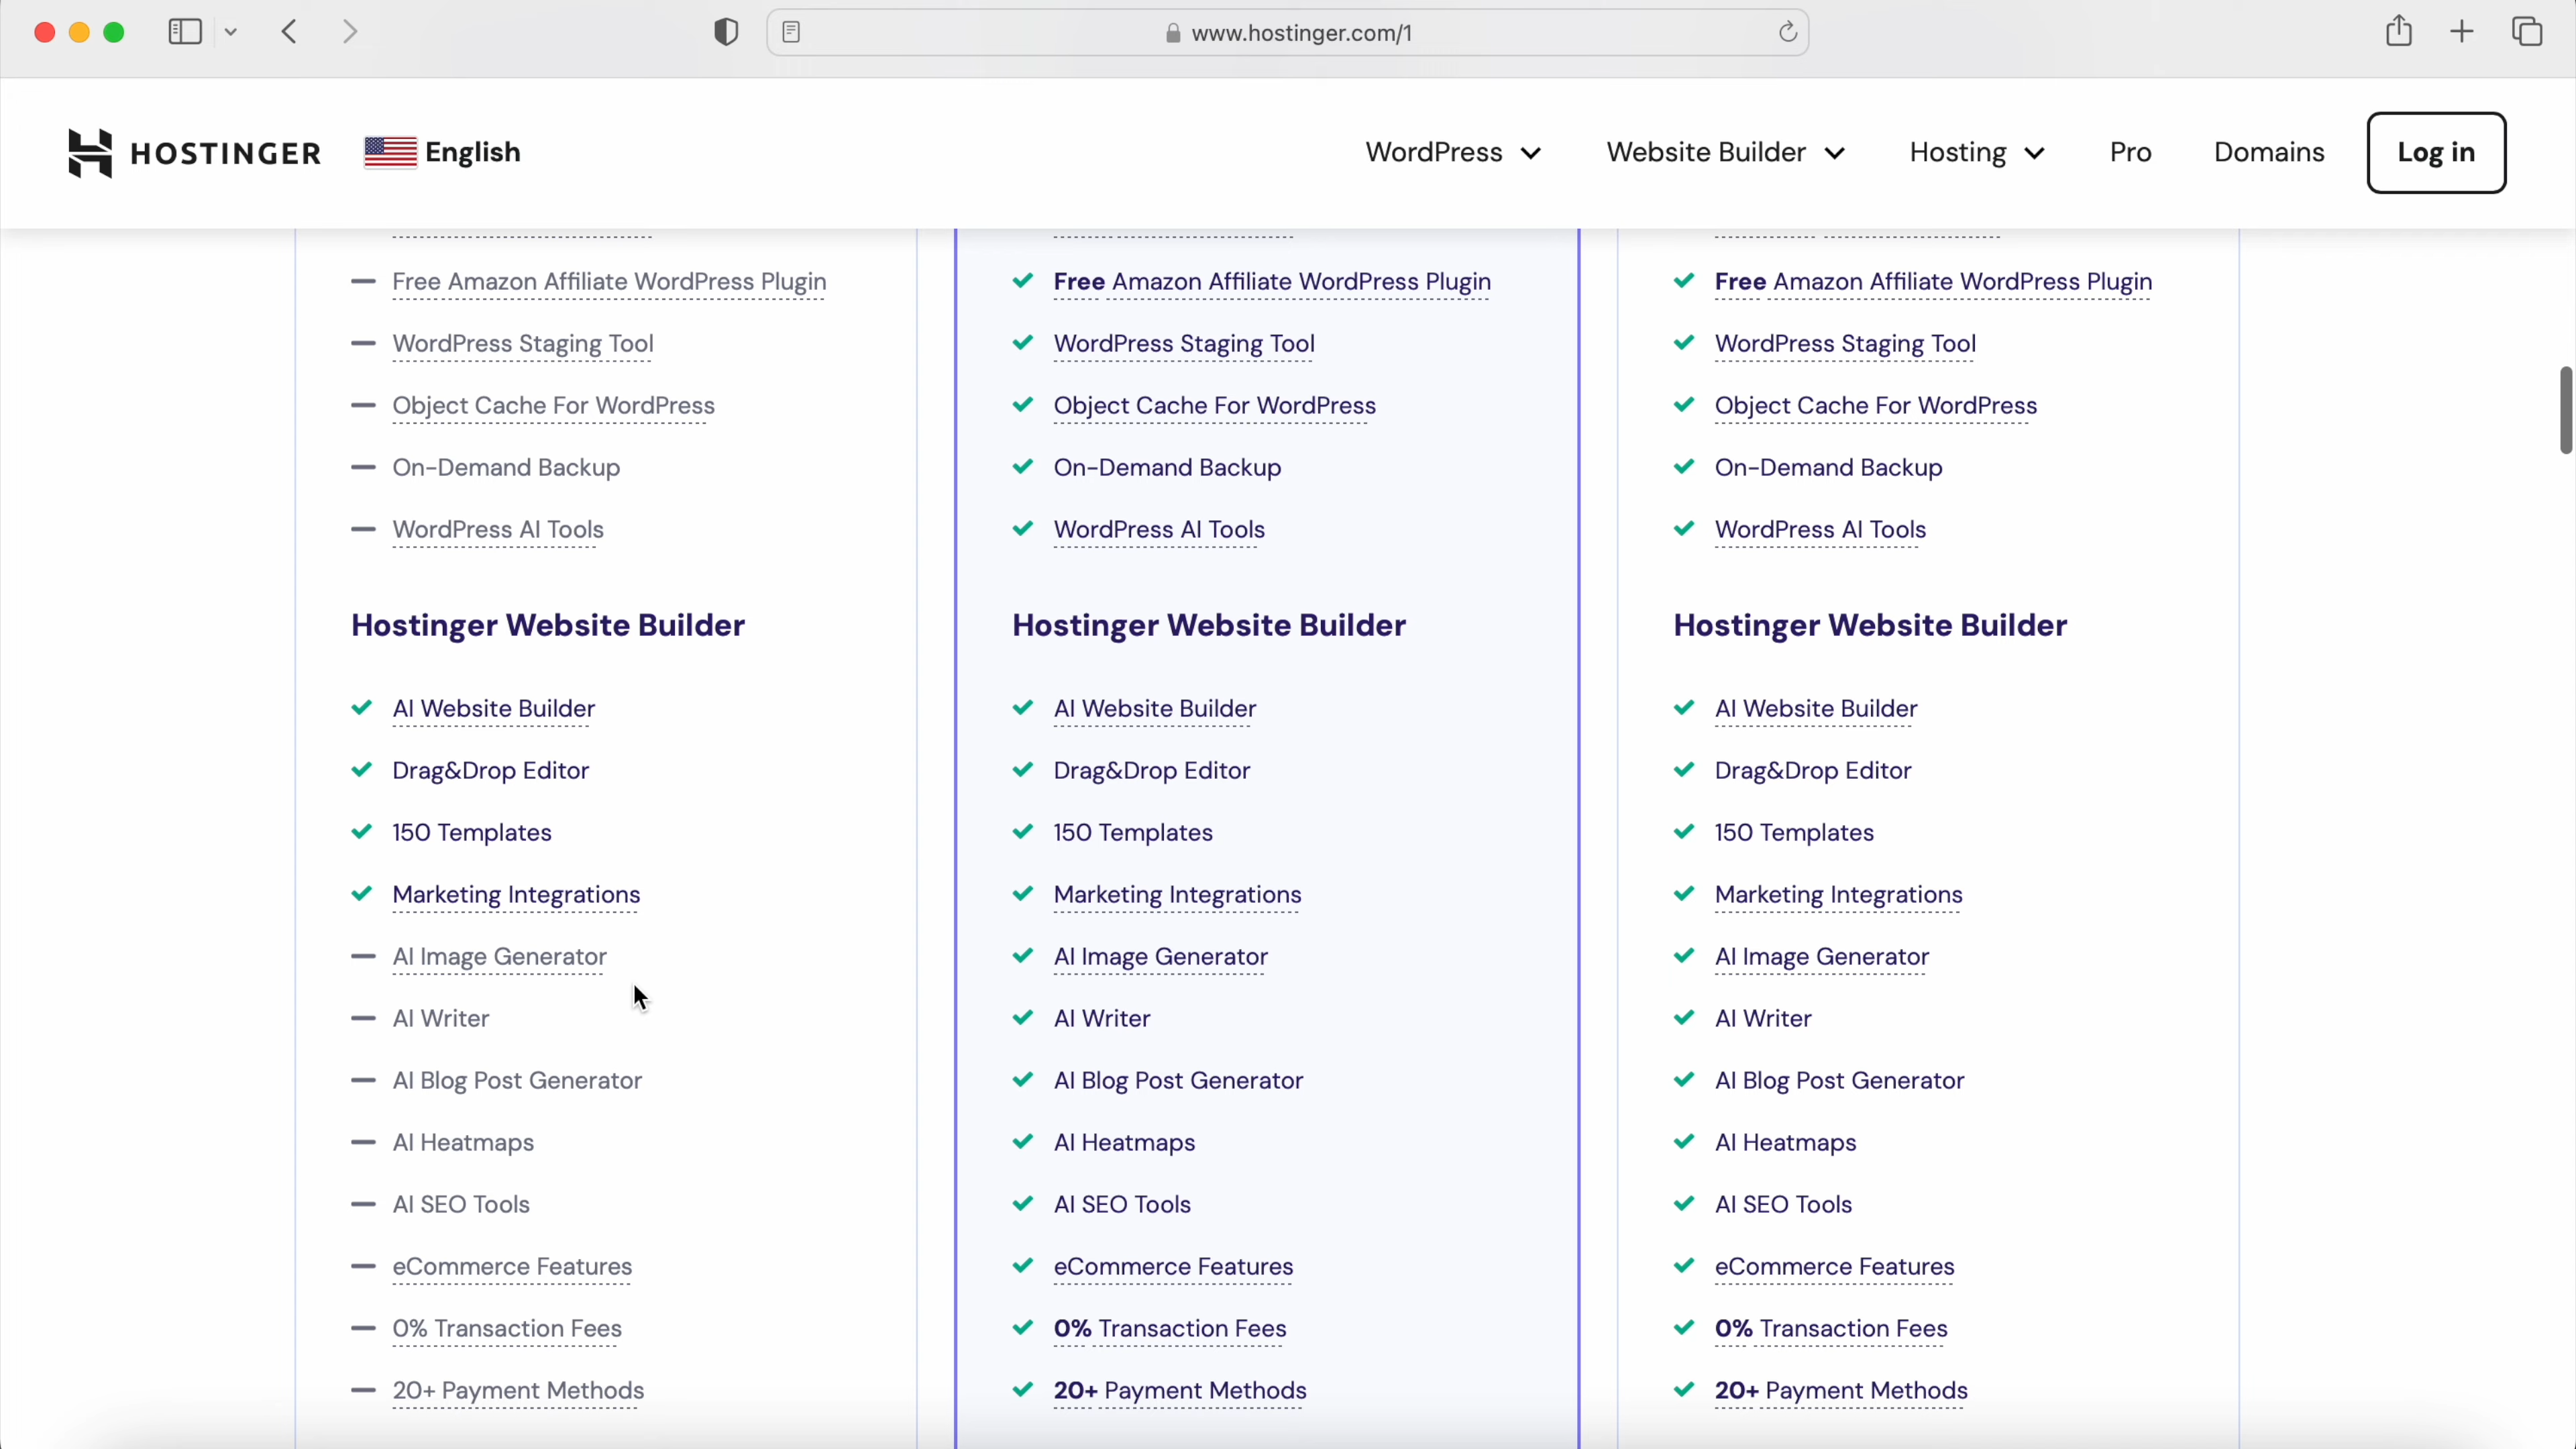 www.hostinger.com/1
HOSTINGER
English
WordPress
Website Builder
Hosting
Pro
Domains
Log in
Free Amazon Affiliate WordPress Plugin
WordPress Staging Tool
Object Cache For WordPress
On-Demand Backup
WordPress AI Tools
Hostinger Website Builder
AI Website Builder
Drag&Drop Editor
150 Templates
Marketing Integrations
AI Image Generator
AI Writer
AI Blog Post Generator
AI Heatmaps
AI SEO Tools
eCommerce Features
0% Transaction Fees
20+ Payment Methods
Free Amazon Affiliate WordPress Plugin
WordPress Staging Tool
Object Cache For WordPress
On-Demand Backup
WordPress AI Tools
Hostinger Website Builder
AI Website Builder
Drag&Drop Editor
150 Templates
Marketing Integrations
AI Image Generator
AI Writer
AI Blog Post Generator
AI Heatmaps
AI SEO Tools
eCommerce Features
0% Transaction Fees
20+ Payment Methods
Free Amazon Affiliate WordPress Plugin
WordPress Staging Tool
Object Cache For WordPress
On-Demand Backup
WordPress AI Tools
Hostinger Website Builder
AI Website Builder
Drag&Drop Editor
150 Templates
Marketing Integrations
AI Image Generator
AI Writer
AI Blog Post Generator
AI Heatmaps
AI SEO Tools
eCommerce Features
0% Transaction Fees
20+ Payment Methods